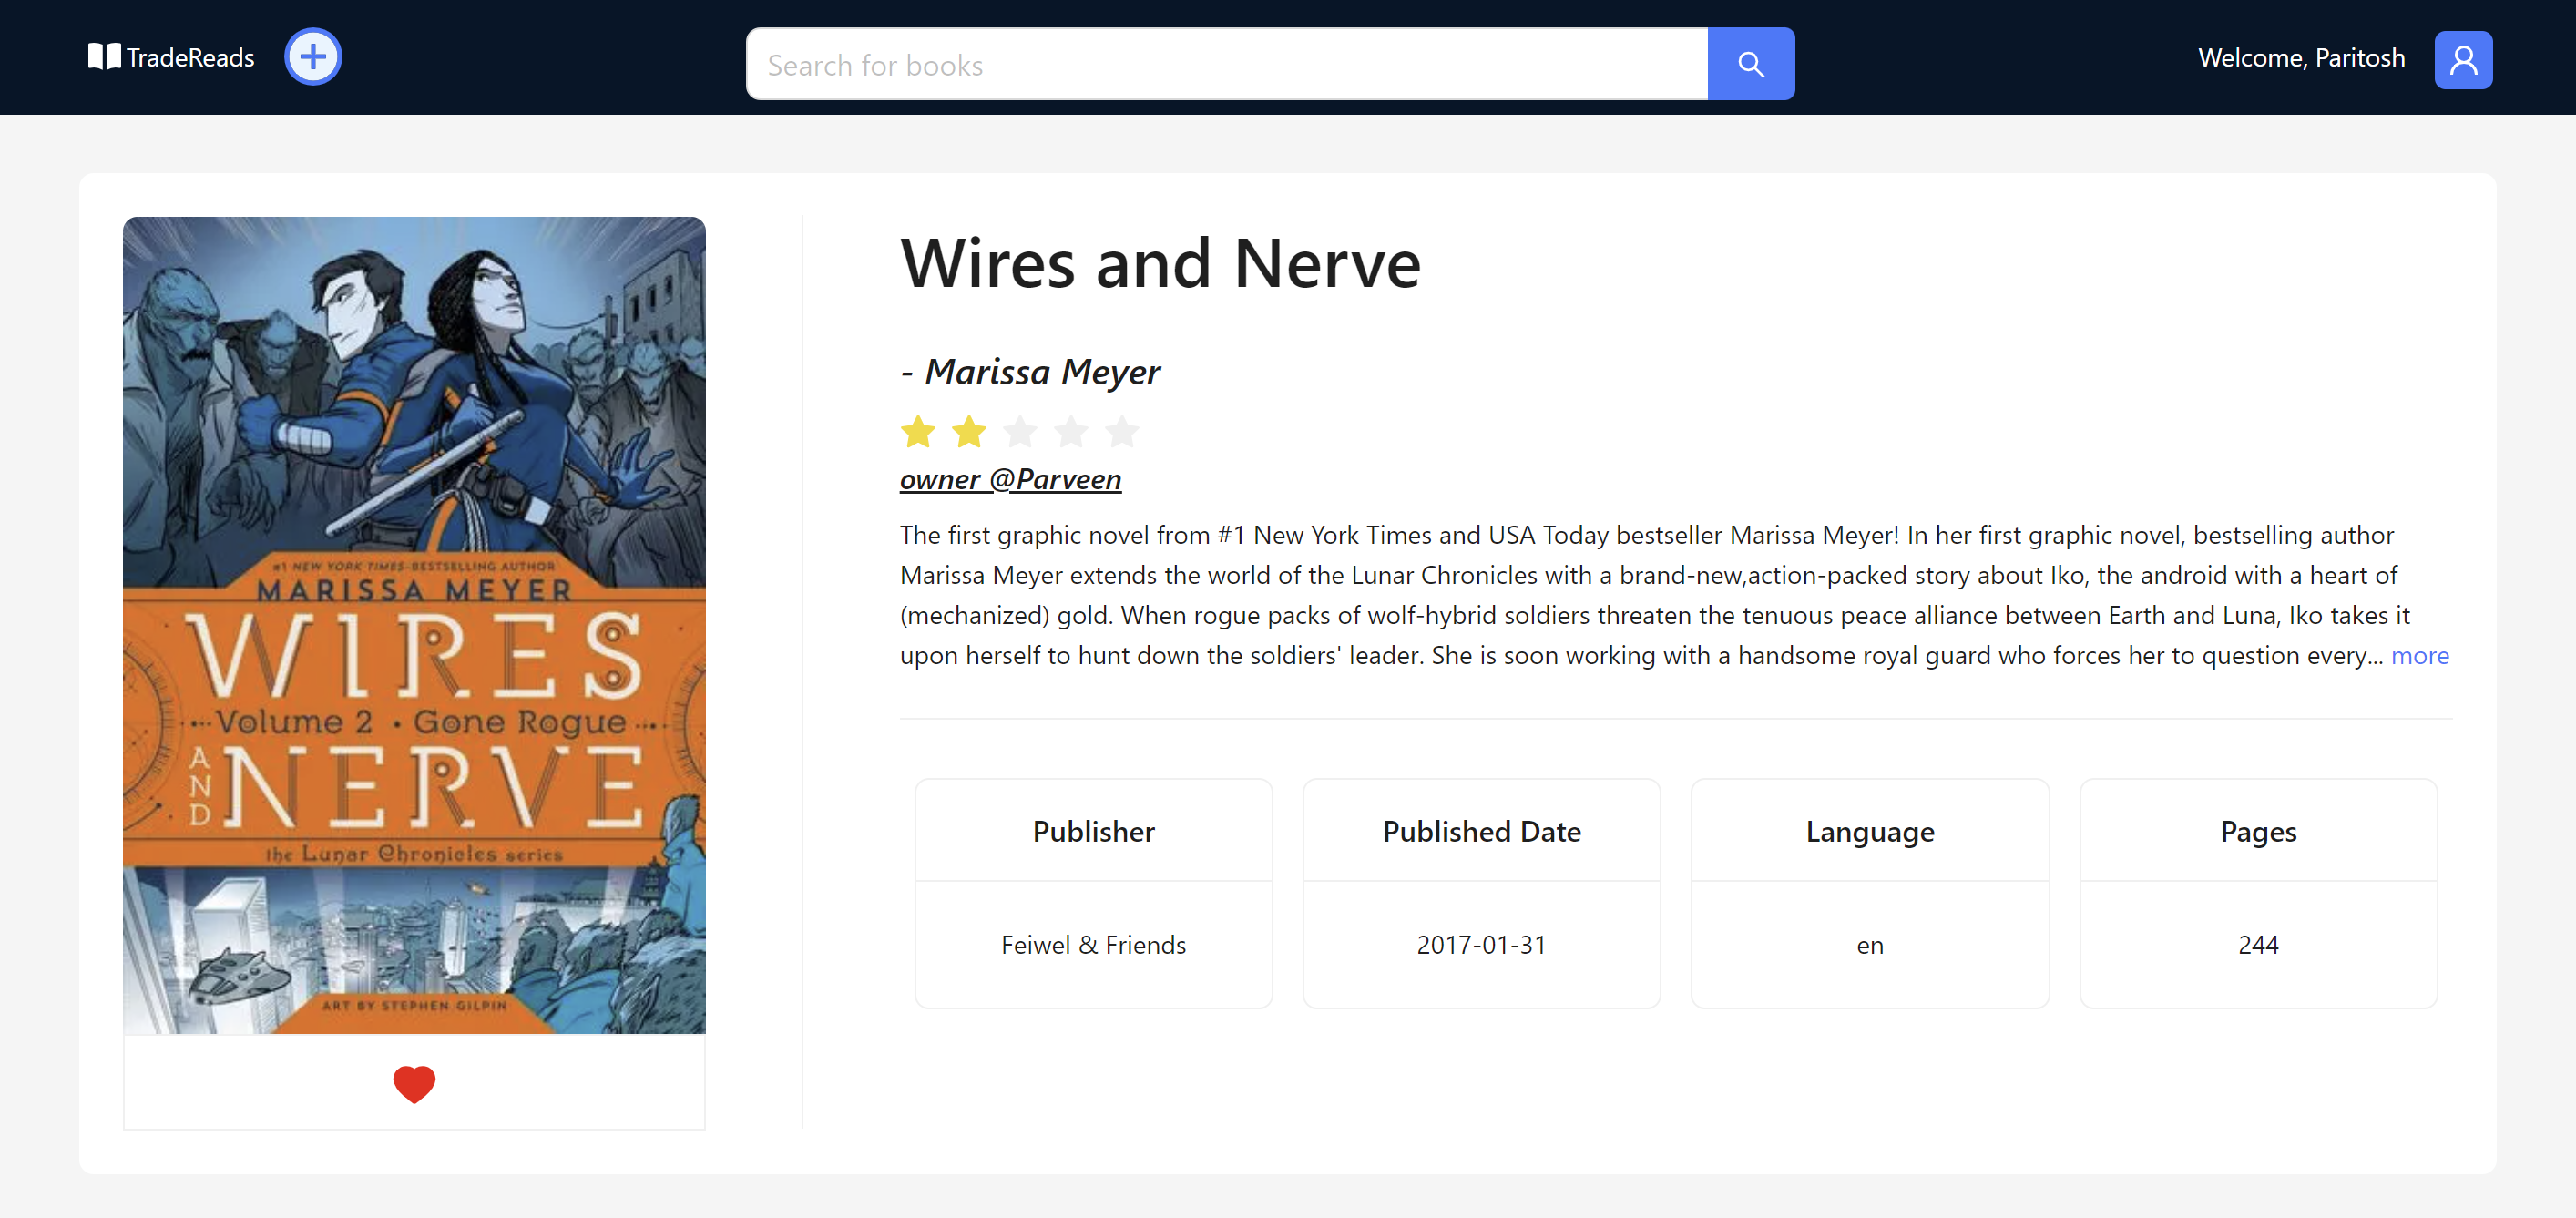 TradeReads
Search for books
Welcome, Paritosh
#1 NEW YORK TIMES-BESTSELLING AUTHOR
MARISSA MEYER
WIRES
Volume 2 • Gone Rogue
AND
NERVE
the Lunar Chronicles series
ART BY STEPHEN GILPIN
Wires and Nerve
- Marissa Meyer
owner @Parveen
The first graphic novel from #1 New York Times and USA Today bestseller Marissa Meyer! In her first graphic novel, bestselling author
Marissa Meyer extends the world of the Lunar Chronicles with a brand-new,action-packed story about Iko, the android with a heart of
(mechanized) gold. When rogue packs of wolf-hybrid soldiers threaten the tenuous peace alliance between Earth and Luna, Iko takes it
upon herself to hunt down the soldiers' leader. She is soon working with a handsome royal guard who forces her to question every... more
Publisher
Feiwel & Friends
Published Date
2017-01-31
Language
en
Pages
244